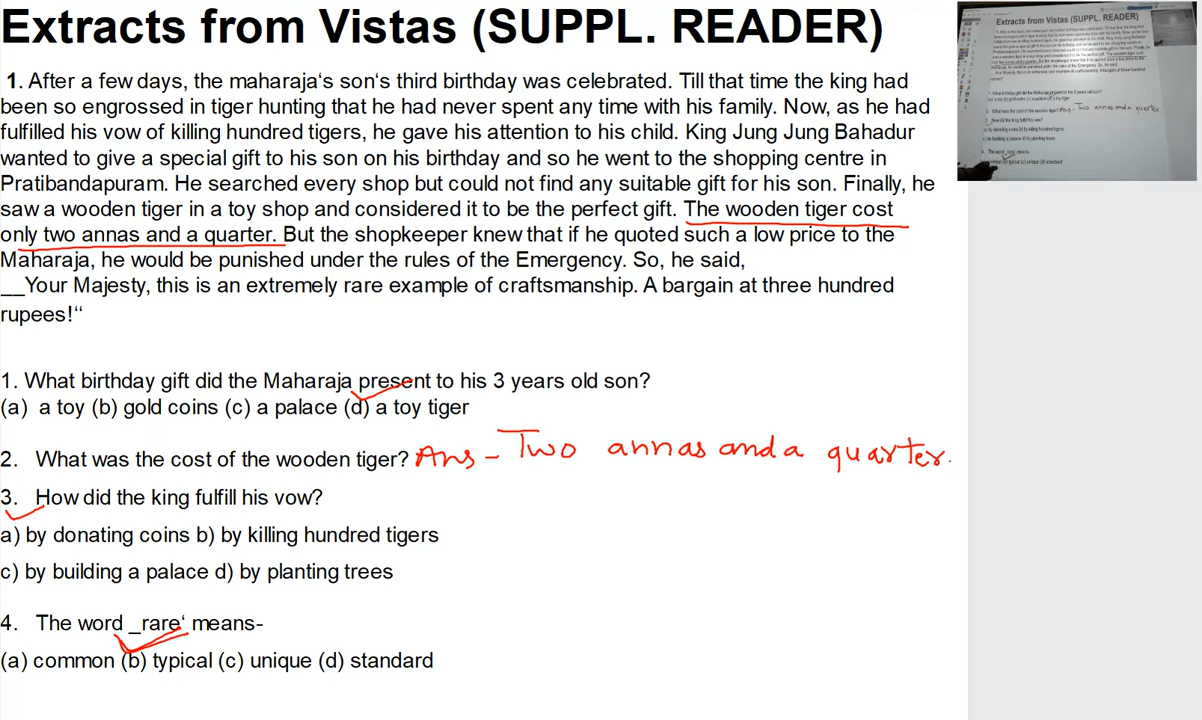 Extracts from Vistas (SUPPL. READER)
1. After a few days, the maharaja‘s son‘s third birthday was celebrated. Till that time the king had
been so engrossed in tiger hunting that he had never spent any time with his family. Now, as he had
fulfilled his vow of killing hundred tigers, he gave his attention to his child. King Jung Jung Bahadur
wanted to give a special gift to his son on his birthday and so he went to the shopping centre in
Pratibandapuram. He searched every shop but could not find any suitable gift for his son. Finally, he
saw a wooden tiger in a toy shop and considered it to be the perfect gift. The wooden tiger cost
only two annas and a quarter. But the shopkeeper knew that if he quoted such a low price to the
Maharaja, he would be punished under the rules of the Emergency. So, he said,
__Your Majesty, this is an extremely rare example of craftsmanship. A bargain at three hundred
rupees!“
1. What birthday gift did the Maharaja present to his 3 years old son?
(a) a toy (b) gold coins (c) a palace (d) a toy tiger
2. What was the cost of the wooden tiger? Ans - Two annas and a quarter.
3. How did the king fulfill his vow?
a) by donating coins b) by killing hundred tigers
c) by building a palace d) by planting trees
4. The word _rare‘ means-
(a) common (b) typical (c) unique (d) standard
Extracts from Vistas (SUPPL. READER)